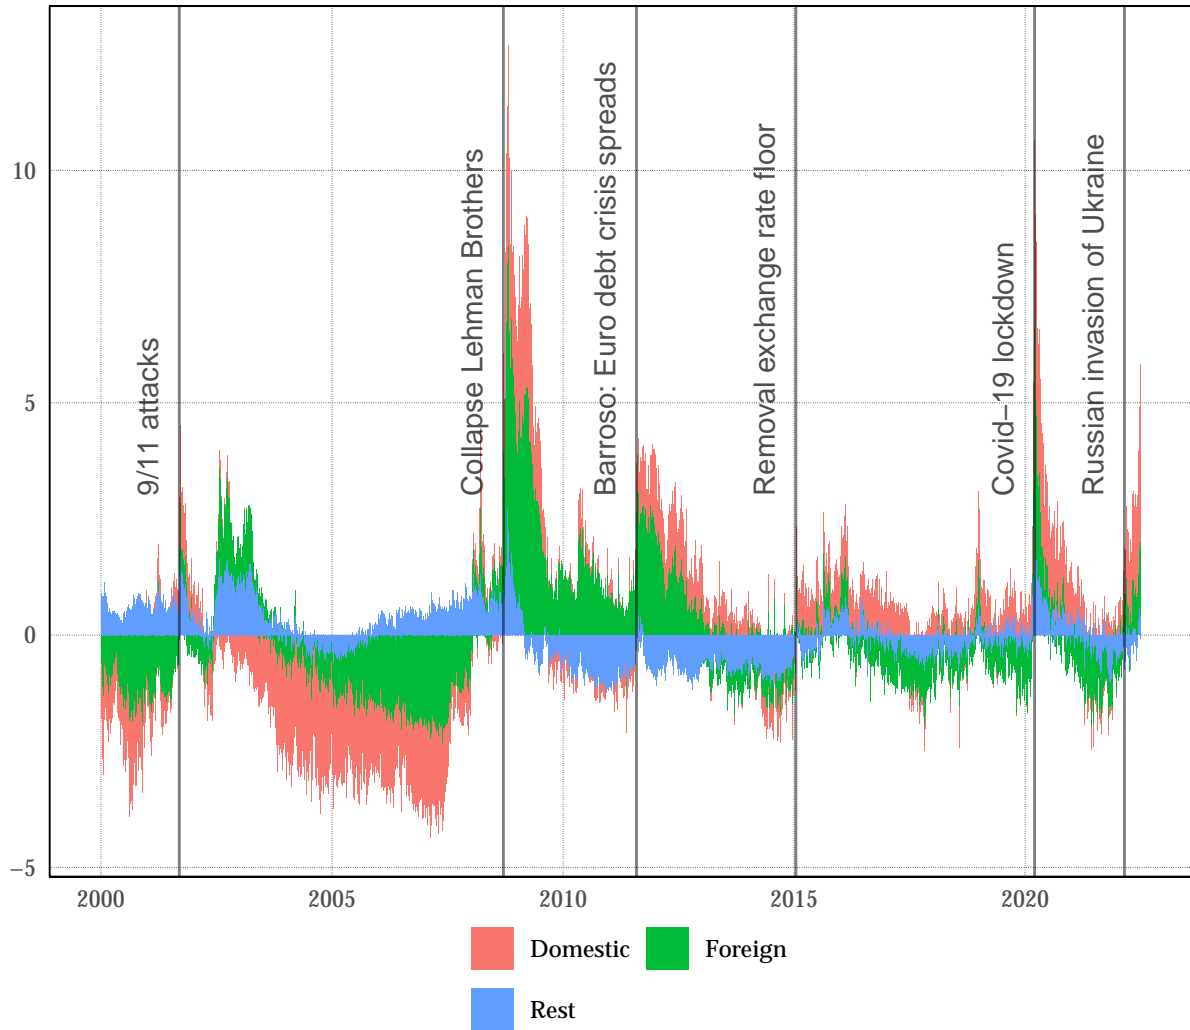 10
5
0
−5
9/11 attacks
Collapse Lehman Brothers
Barroso: Euro debt crisis spreads
Removal exchange rate floor
Covid−19 lockdown
Russian invasion of Ukraine
2000 2005 2010 2015 2020
Domestic Foreign
Rest